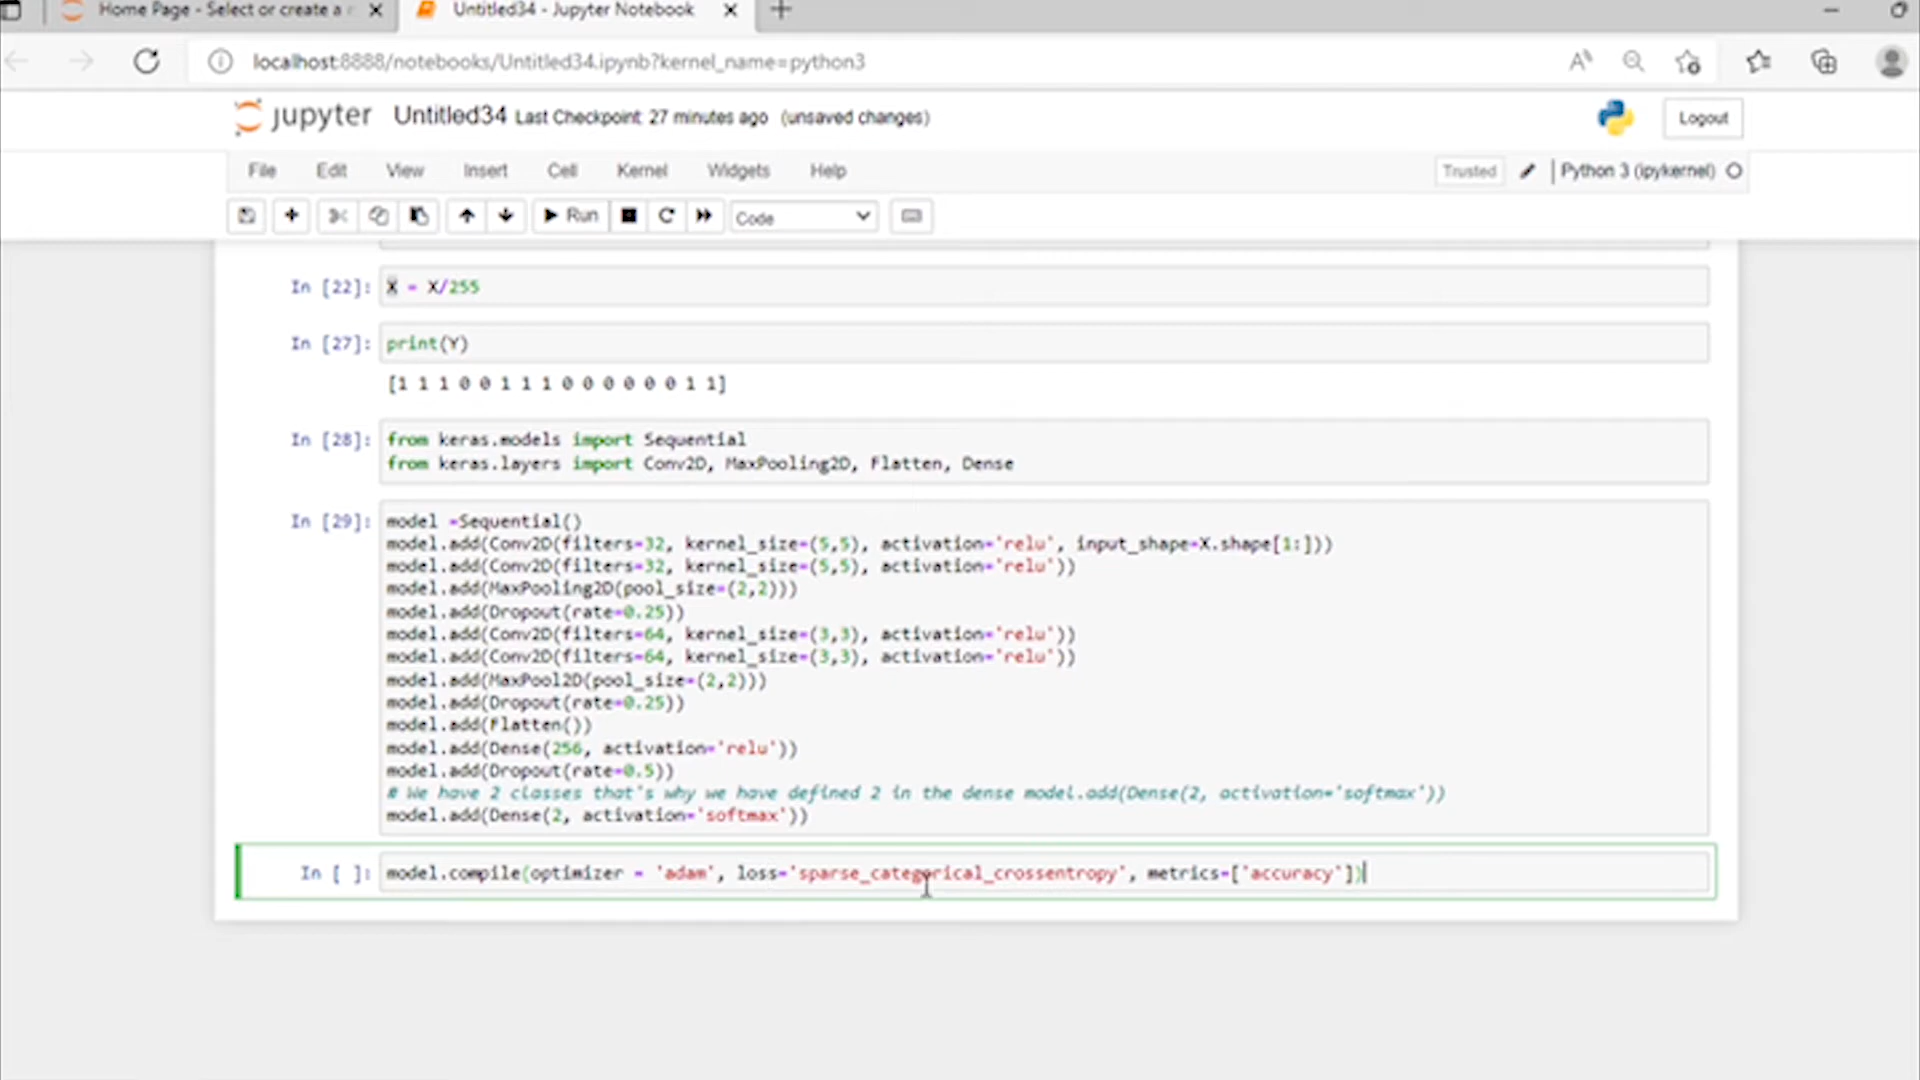 Home Page - Select or create a
Untitled34 - Jupyter Notebook
localhost:8888/notebooks/Untitled34.ipynb?kernel_name=python3
jupyter Untitled34 Last Checkpoint: 27 minutes ago (unsaved changes)
Logout
File Edit View Insert Cell Kernel Widgets Help
Trusted
Python 3 (ipykernel)
Run
Code
In [22]: X = X/255
In [27]: print(Y)
[1 1 1 0 0 1 1 1 0 0 0 0 0 0 1 1]
In [28]: from keras.models import Sequential
from keras.layers import Conv2D, MaxPooling2D, Flatten, Dense
In [29]: model =Sequential()
model.add(Conv2D(filters=32, kernel_size=(5,5), activation='relu', input_shape=X.shape[1:]))
model.add(Conv2D(filters=32, kernel_size=(5,5), activation='relu'))
model.add(MaxPooling2D(pool_size=(2,2)))
model.add(Dropout(rate=0.25))
model.add(Conv2D(filters=64, kernel_size=(3,3), activation='relu'))
model.add(Conv2D(filters=64, kernel_size=(3,3), activation='relu'))
model.add(MaxPool2D(pool_size=(2,2)))
model.add(Dropout(rate=0.25))
model.add(Flatten())
model.add(Dense(256, activation='relu'))
model.add(Dropout(rate=0.5))
# We have 2 classes that's why we have defined 2 in the dense model.add(Dense(2, activation='softmax'))
model.add(Dense(2, activation='softmax'))
In [ ]: model.compile(optimizer = 'adam', loss='sparse_categorical_crossentropy', metrics=['accuracy'])